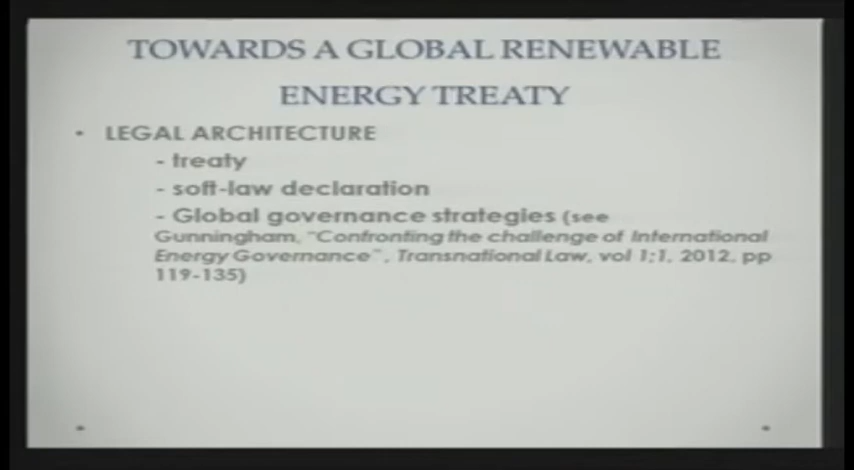 TOWARDS A GLOBAL RENEWABLE
ENERGY TREATY
• LEGAL ARCHITECTURE
- treaty
- soft-law declaration
- Global governance strategies (see
Gunningham, "Confronting the challenge of International
Energy Governance", Transnational Law, vol 1:1, 2012, pp
119-135)